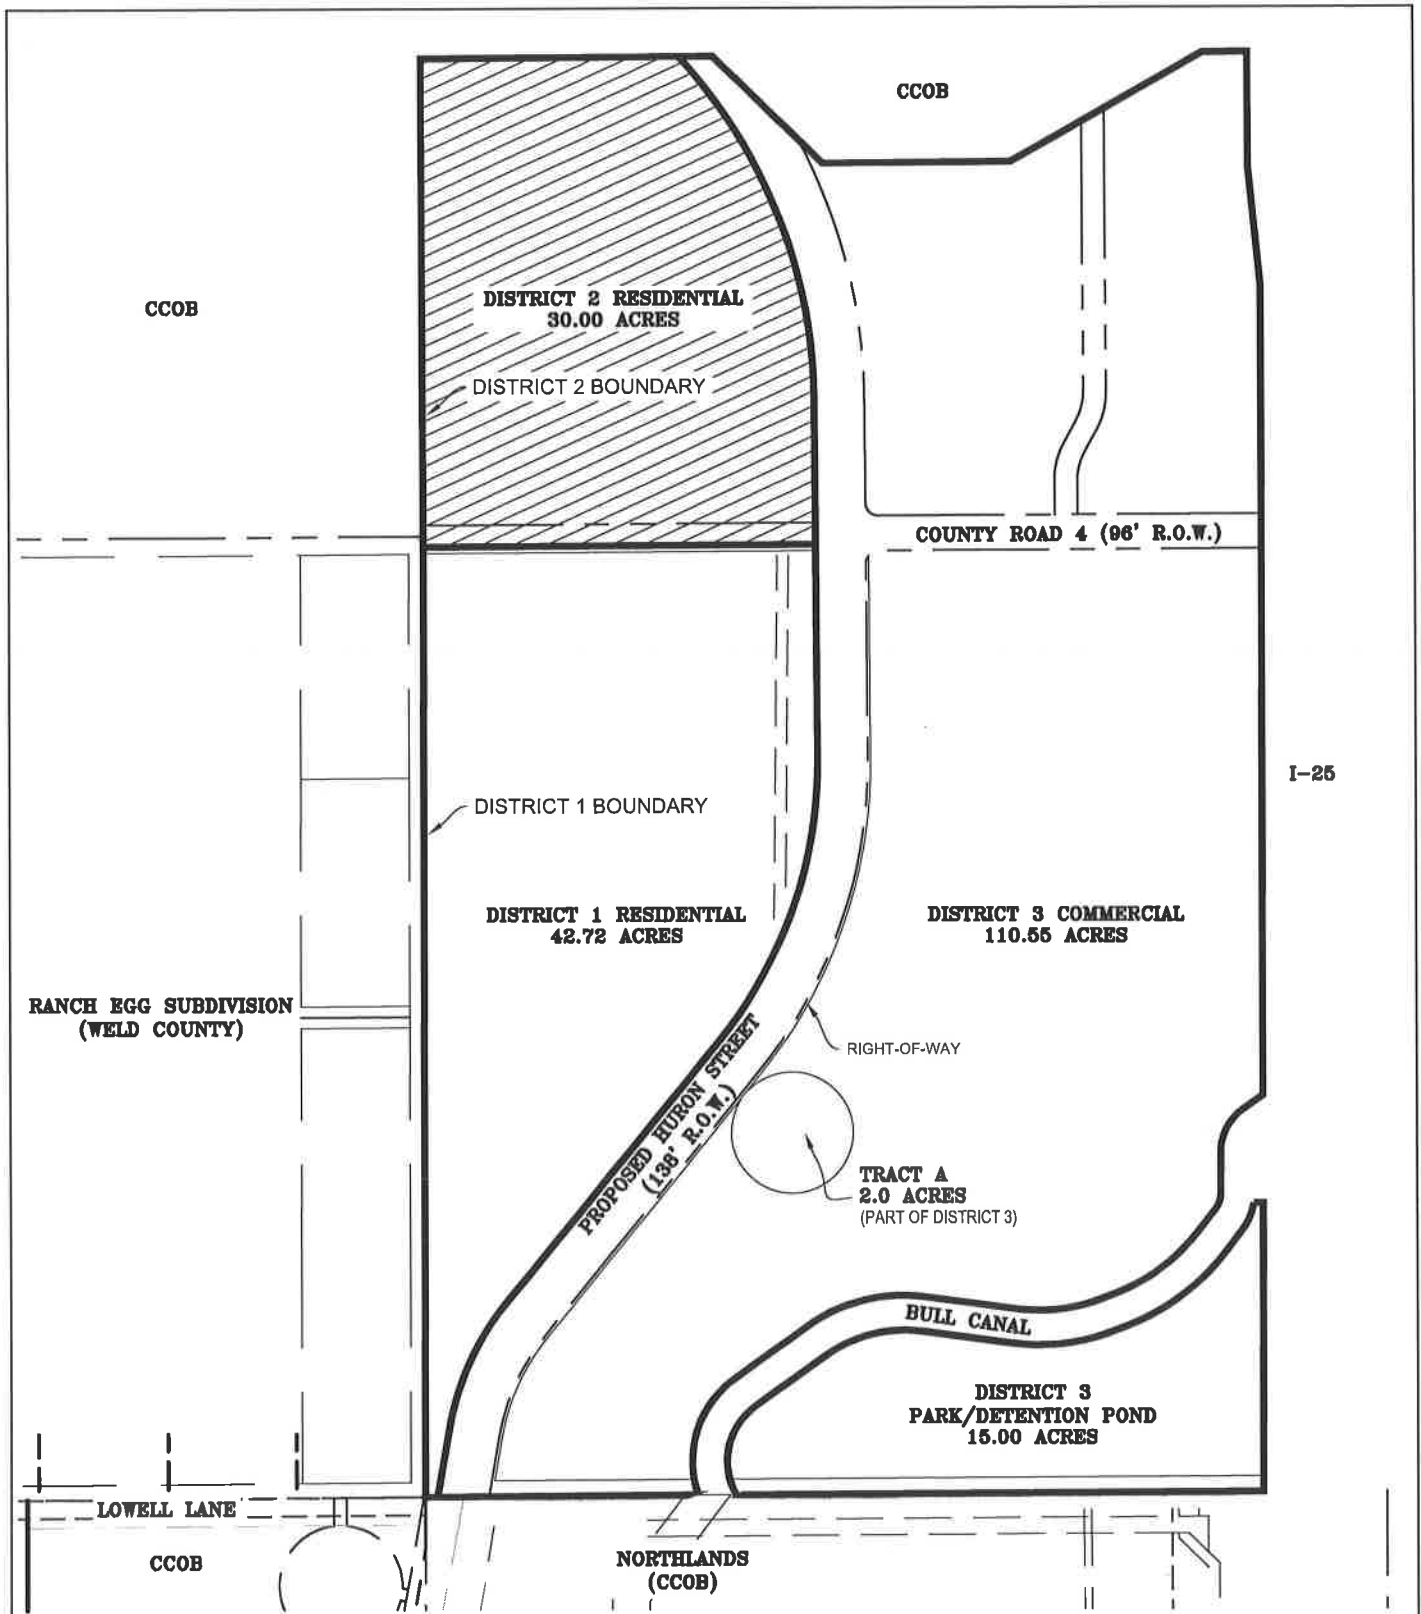 CCOB
CCOB
DISTRICT 2 RESIDENTIAL
30.00 ACRES
DISTRICT 2 BOUNDARY
COUNTY ROAD 4 (96' R.O.W.)
I-25
DISTRICT 1 BOUNDARY
DISTRICT 1 RESIDENTIAL
42.72 ACRES
DISTRICT 3 COMMERCIAL
110.55 ACRES
RANCH EGG SUBDIVISION
(WELD COUNTY)
RIGHT-OF-WAY
PROPOSED HURON STREET
(138' R.O.W.)
TRACT A
2.0 ACRES
(PART OF DISTRICT 3)
BULL CANAL
DISTRICT 3
PARK/DETENTION POND
15.00 ACRES
LOWELL LANE
CCOB
NORTHLANDS
(CCOB)